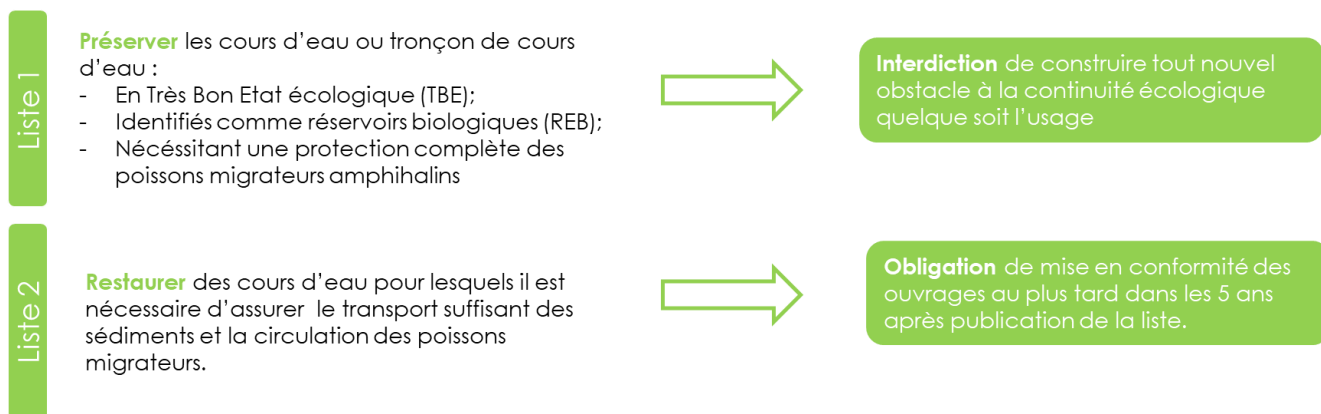 Liste 1
Préserver les cours d'eau ou tronçon de cours
d'eau :
- En Très Bon Etat écologique (TBE);
- Identifiés comme réservoirs biologiques (REB);
- Nécéssitant une protection complète des
poissons migrateurs amphihalins
Interdiction de construire tout nouvel
obstacle à la continuité écologique
quelque soit l'usage
Liste 2
Restaurer des cours d'eau pour lesquels il est
nécessaire d'assurer le transport suffisant des
sédiments et la circulation des poissons
migrateurs.
Obligation de mise en conformité des
ouvrages au plus tard dans les 5 ans
après publication de la liste.